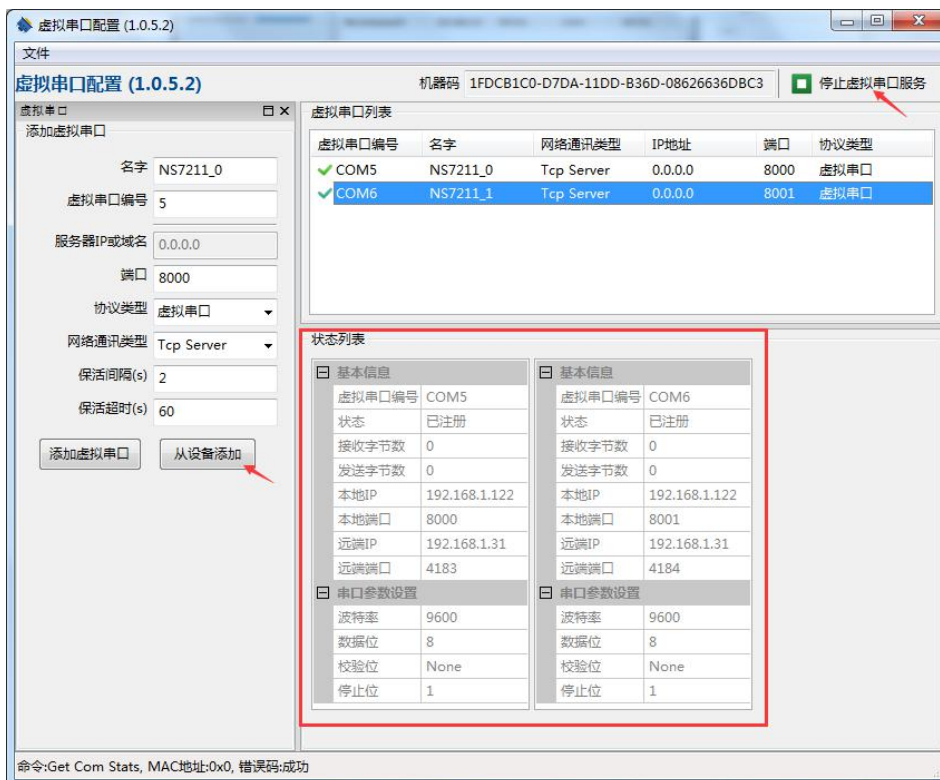 虚拟串口配置 (1.0.5.2)
文件
虚拟串口配置 (1.0.5.2)
机器码 1FDCB1C0-D7DA-11DD-B36D-08626636DBC3 停止虚拟串口服务
虚拟串口
添加虚拟串口
名字 NS7211_0
虚拟串口编号 5
服务器IP或域名 0.0.0.0
端口 8000
协议类型 虚拟串口
网络通讯类型 Tcp Server
保活间隔(s) 2
保活超时(s) 60
添加虚拟串口 从设备添加
虚拟串口列表
虚拟串口编号 名字 网络通讯类型 IP地址 端口 协议类型
COM5 NS7211_0 Tcp Server 0.0.0.0 8000 虚拟串口
COM6 NS7211_1 Tcp Server 0.0.0.0 8001 虚拟串口
状态列表
基本信息
虚拟串口编号 COM5
状态 已注册
接收字节数 0
发送字节数 0
本地IP 192.168.1.122
本地端口 8000
远端IP 192.168.1.31
远端端口 4183
串口参数设置
波特率 9600
数据位 8
校验位 None
停止位 1
基本信息
虚拟串口编号 COM6
状态 已注册
接收字节数 0
发送字节数 0
本地IP 192.168.1.122
本地端口 8001
远端IP 192.168.1.31
远端端口 4184
串口参数设置
波特率 9600
数据位 8
校验位 None
停止位 1
命令:Get Com Stats, MAC地址:0x0, 错误码:成功